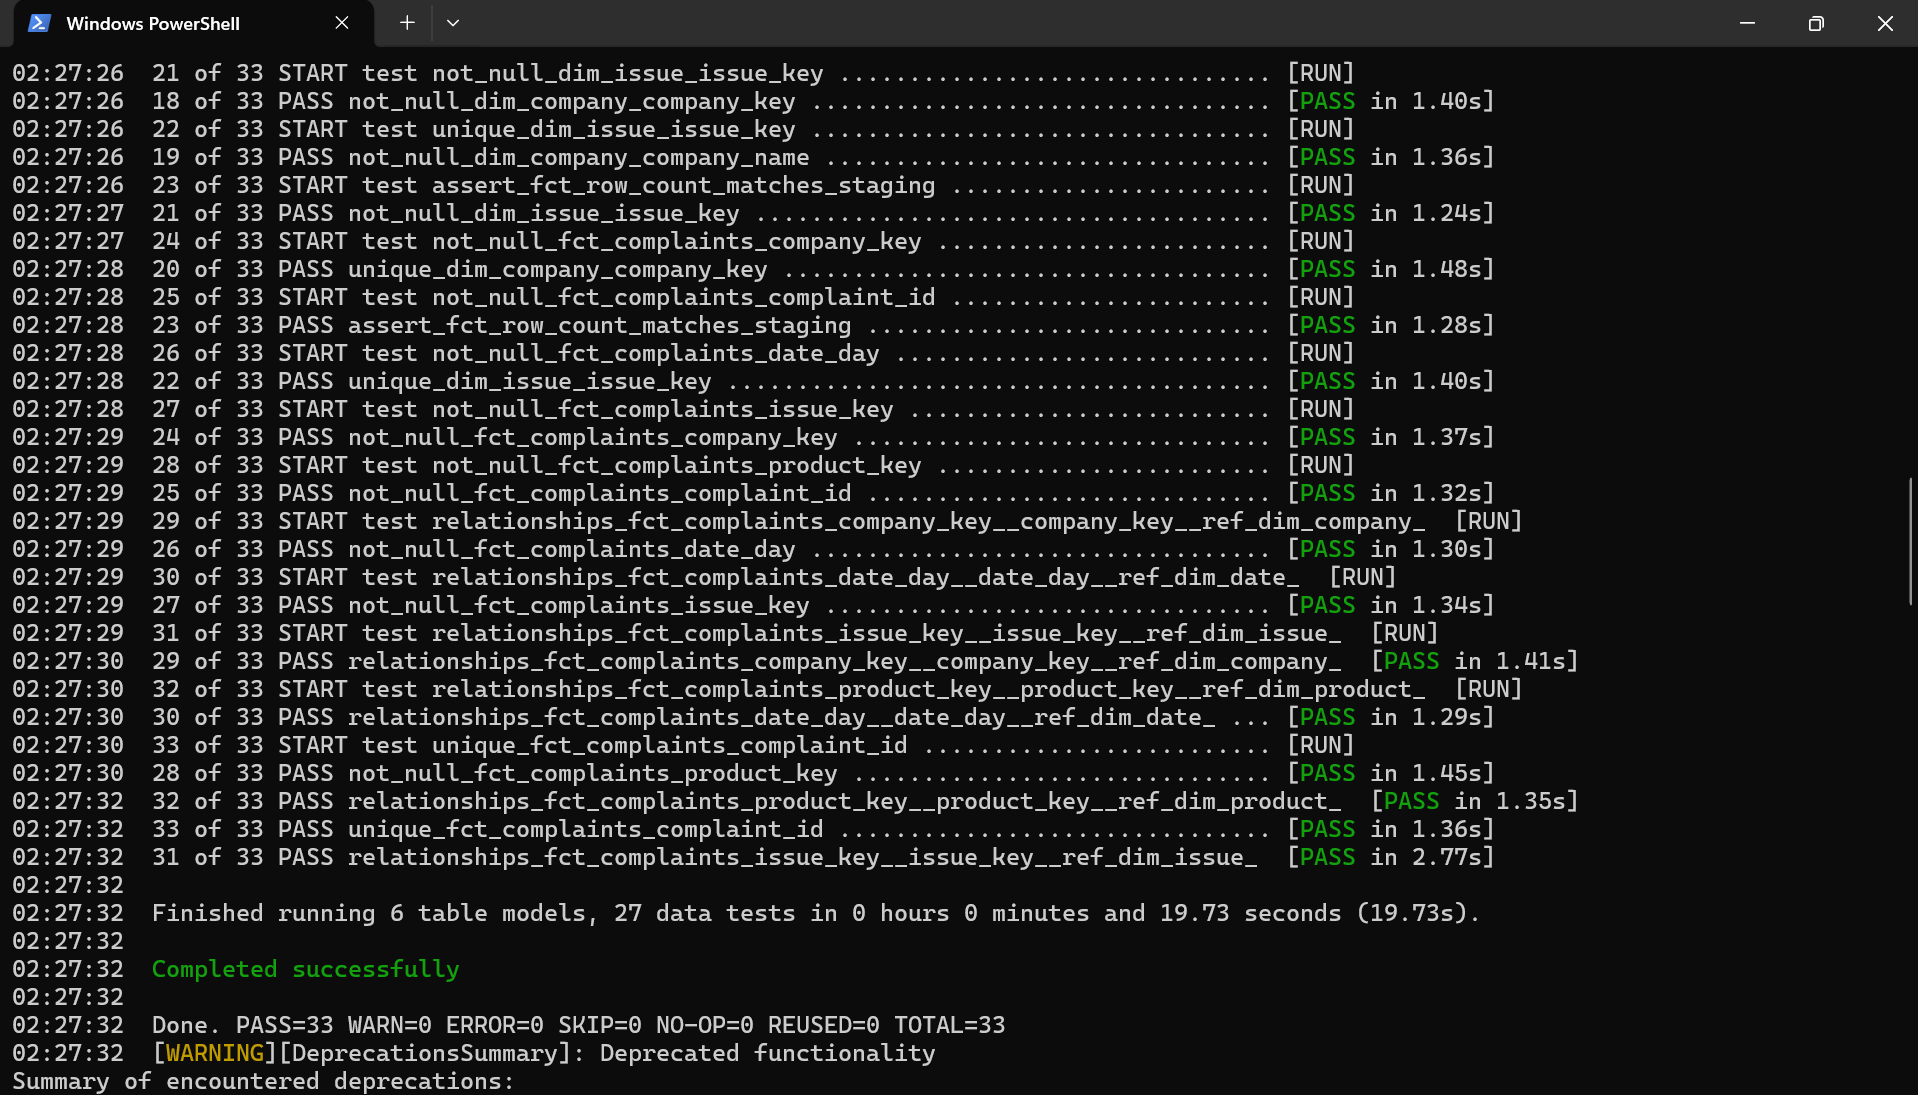 Windows PowerShell
02:27:26  21 of 33 START test not_null_dim_issue_issue_key ............................... [RUN]
02:27:26  18 of 33 PASS not_null_dim_company_company_key ................................. [PASS in 1.40s]
02:27:26  22 of 33 START test unique_dim_issue_issue_key ................................. [RUN]
02:27:26  19 of 33 PASS not_null_dim_company_company_name ................................ [PASS in 1.36s]
02:27:26  23 of 33 START test assert_fct_row_count_matches_staging ....................... [RUN]
02:27:27  21 of 33 PASS not_null_dim_issue_issue_key ..................................... [PASS in 1.24s]
02:27:27  24 of 33 START test not_null_fct_complaints_company_key ........................ [RUN]
02:27:28  20 of 33 PASS unique_dim_company_company_key ................................... [PASS in 1.48s]
02:27:28  25 of 33 START test not_null_fct_complaints_complaint_id ....................... [RUN]
02:27:28  23 of 33 PASS assert_fct_row_count_matches_staging ............................. [PASS in 1.28s]
02:27:28  26 of 33 START test not_null_fct_complaints_date_day ........................... [RUN]
02:27:28  22 of 33 PASS unique_dim_issue_issue_key ....................................... [PASS in 1.40s]
02:27:28  27 of 33 START test not_null_fct_complaints_issue_key .......................... [RUN]
02:27:29  24 of 33 PASS not_null_fct_complaints_company_key .............................. [PASS in 1.37s]
02:27:29  28 of 33 START test not_null_fct_complaints_product_key ........................ [RUN]
02:27:29  25 of 33 PASS not_null_fct_complaints_complaint_id ............................. [PASS in 1.32s]
02:27:29  29 of 33 START test relationships_fct_complaints_company_key__company_key__ref_dim_company_  [RUN]
02:27:29  26 of 33 PASS not_null_fct_complaints_date_day ................................. [PASS in 1.30s]
02:27:29  30 of 33 START test relationships_fct_complaints_date_day__date_day__ref_dim_date_  [RUN]
02:27:29  27 of 33 PASS not_null_fct_complaints_issue_key ................................ [PASS in 1.34s]
02:27:29  31 of 33 START test relationships_fct_complaints_issue_key__issue_key__ref_dim_issue_  [RUN]
02:27:30  29 of 33 PASS relationships_fct_complaints_company_key__company_key__ref_dim_company_  [PASS in 1.41s]
02:27:30  32 of 33 START test relationships_fct_complaints_product_key__product_key__ref_dim_product_  [RUN]
02:27:30  30 of 33 PASS relationships_fct_complaints_date_day__date_day__ref_dim_date_ ... [PASS in 1.29s]
02:27:30  33 of 33 START test unique_fct_complaints_complaint_id ......................... [RUN]
02:27:30  28 of 33 PASS not_null_fct_complaints_product_key .............................. [PASS in 1.45s]
02:27:32  32 of 33 PASS relationships_fct_complaints_product_key__product_key__ref_dim_product_  [PASS in 1.35s]
02:27:32  33 of 33 PASS unique_fct_complaints_complaint_id ............................... [PASS in 1.36s]
02:27:32  31 of 33 PASS relationships_fct_complaints_issue_key__issue_key__ref_dim_issue_  [PASS in 2.77s]
02:27:32
02:27:32  Finished running 6 table models, 27 data tests in 0 hours 0 minutes and 19.73 seconds (19.73s).
02:27:32
02:27:32  Completed successfully
02:27:32
02:27:32  Done. PASS=33 WARN=0 ERROR=0 SKIP=0 NO-OP=0 REUSED=0 TOTAL=33
02:27:32  [WARNING][DeprecationsSummary]: Deprecated functionality
Summary of encountered deprecations: